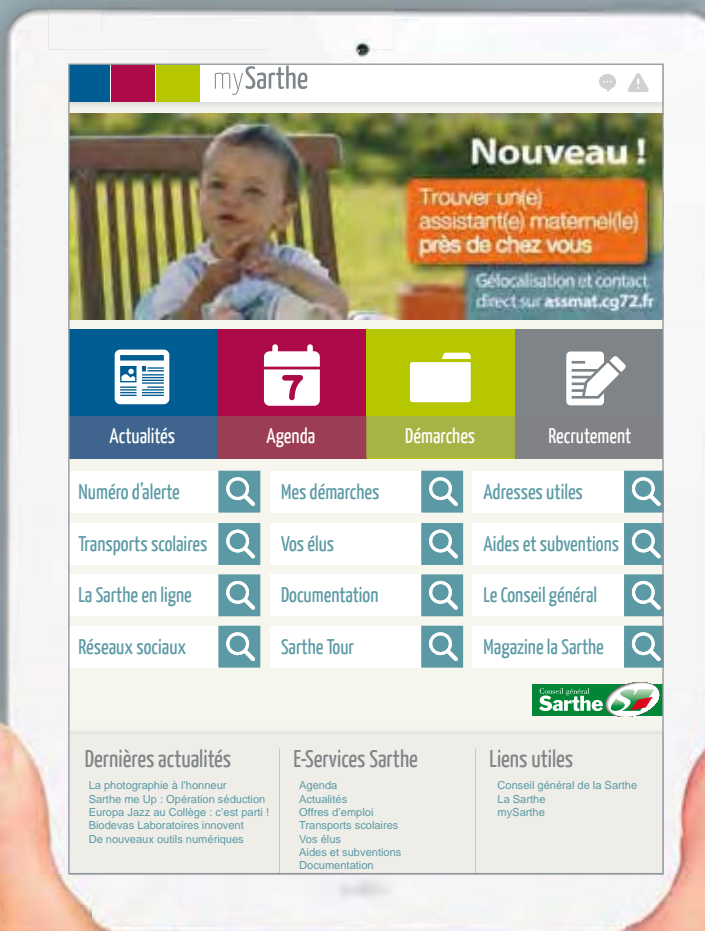 mySarthe
Nouveau !
Trouver un(e)
assistant(e) maternel(le)
près de chez vous
Gélocalisation et contact
direct sur assmat.cg72.fr
7
Actualités
Agenda
Démarches
Recrutement
Numéro d'alerte
Mes démarches
Adresses utiles
Transports scolaires
Vos élus
Aides et subventions
La Sarthe en ligne
Documentation
Le Conseil général
Réseaux sociaux
Sarthe Tour
Magazine la Sarthe
Conseil général
Sarthe
Dernières actualités
La photographie à l'honneur
Sarthe me Up : Opération séduction
Europa Jazz au Collège : c'est parti !
Biodevas Laboratoires innovent
De nouveaux outils numériques
E-Services Sarthe
Agenda
Actualités
Offres d'emploi
Transports scolaires
Vos élus
Aides et subventions
Documentation
Liens utiles
Conseil général de la Sarthe
La Sarthe
mySarthe